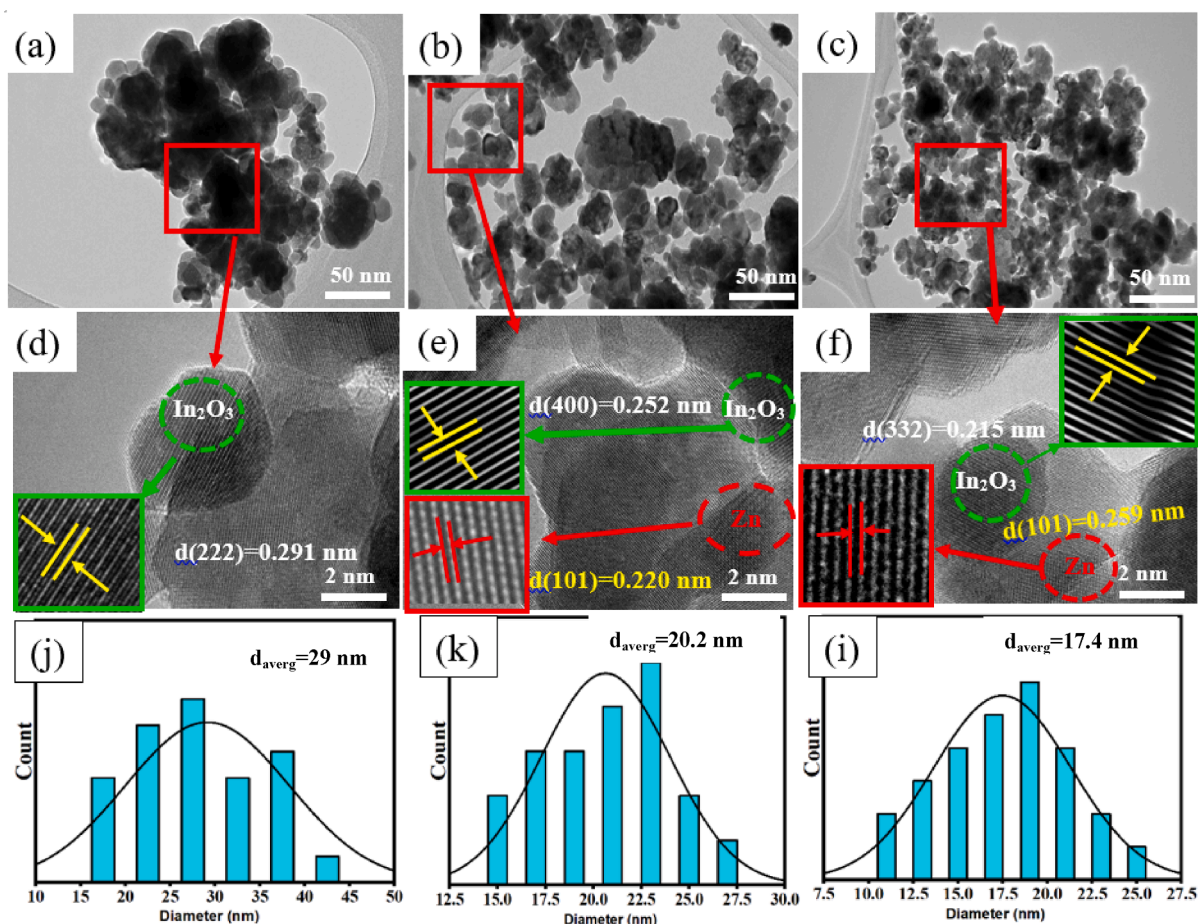 (a)
(b)
(c)
50 nm
50 nm
50 nm
(d)
In₂O₃
d(222)=0.291 nm
2 nm
(e)
d(400)=0.252 nm
In₂O₃
Zn
d(101)=0.220 nm
2 nm
(f)
d(332)=0.215 nm
In₂O₃
d(101)=0.259 nm
Zn
2 nm
(j)
dₐᵥₑᵣg=29 nm
Count
10 15 20 25 30 35 40 45 50
Diameter (nm)
(k)
dₐᵥₑᵣg=20.2 nm
Count
12.5 15.0 17.5 20.0 22.5 25.0 27.5 30.0
Diameter (nm)
(i)
dₐᵥₑᵣg=17.4 nm
Count
7.5 10.0 12.5 15.0 17.5 20.0 22.5 25.0 27.5
Diameter (nm)